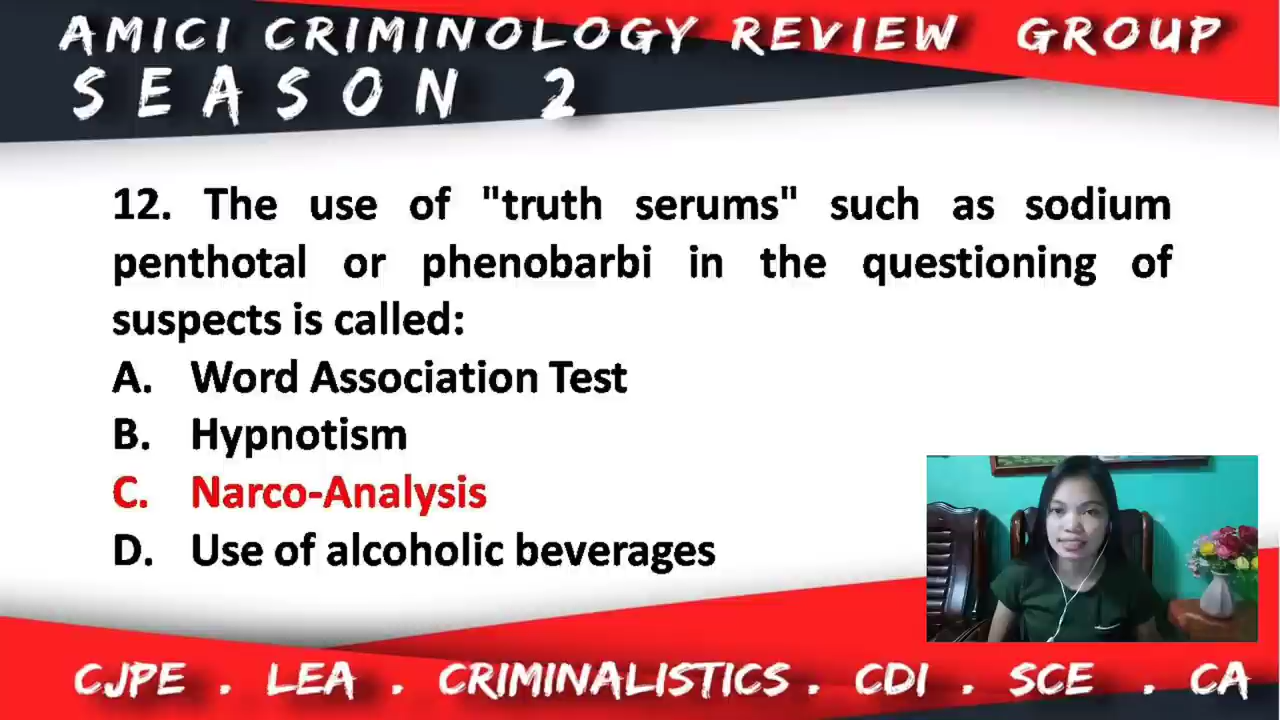 AMICI CRIMINOLOGY REVIEW GROUP
SEASON 2
12. The use of "truth serums" such as sodium
penthotal or phenobarbi in the questioning of
suspects is called:
A. Word Association Test
B. Hypnotism
C. Narco-Analysis
D. Use of alcoholic beverages
CJPE . LEA . CRIMINALISTICS . CDI . SCE . CA